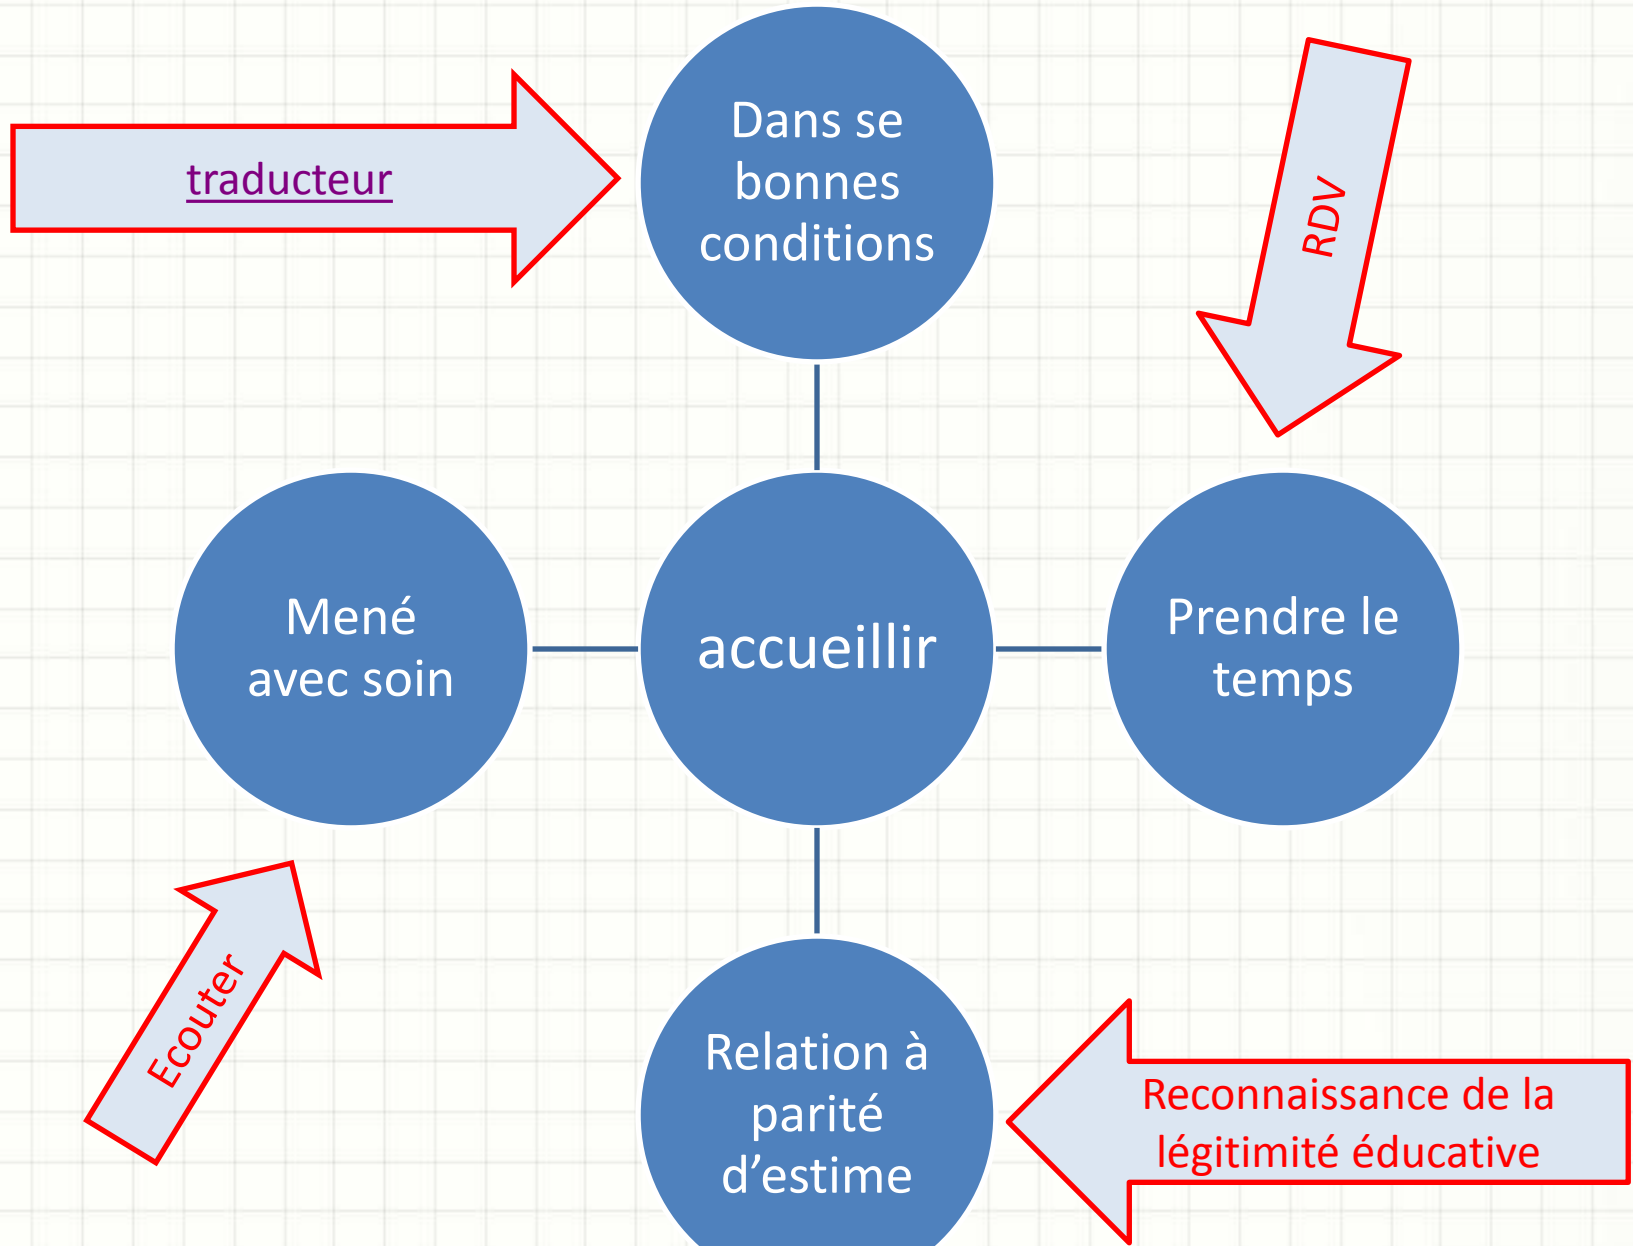 Dans se
bonnes
conditions
traducteur
RDV
Mené
avec soin
accueillir
Prendre le
temps
Ecouter
Relation à
parité
d’estime
Reconnaissance de la
légitimité éducative